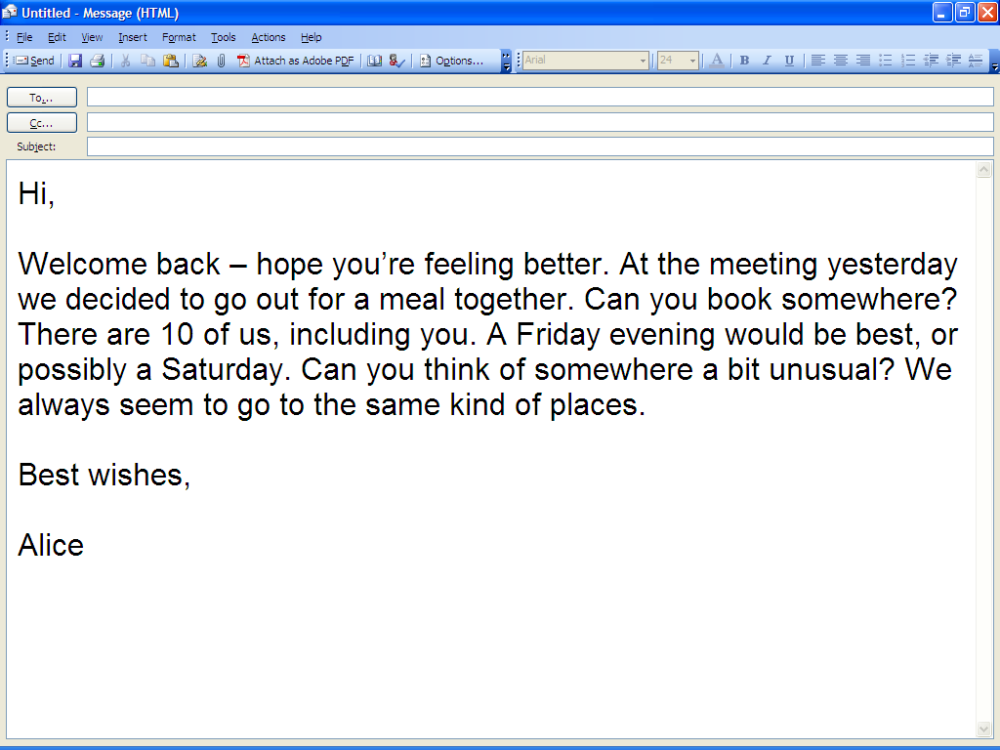 Untitled - Message (HTML)
File Edit View Insert Format Tools Actions Help
Send Attach as Adobe PDF Options... Arial 24 A B I U
To...
Cc...
Subject:
Hi,
Welcome back – hope you’re feeling better. At the meeting yesterday
we decided to go out for a meal together. Can you book somewhere?
There are 10 of us, including you. A Friday evening would be best, or
possibly a Saturday. Can you think of somewhere a bit unusual? We
always seem to go to the same kind of places.
Best wishes,
Alice